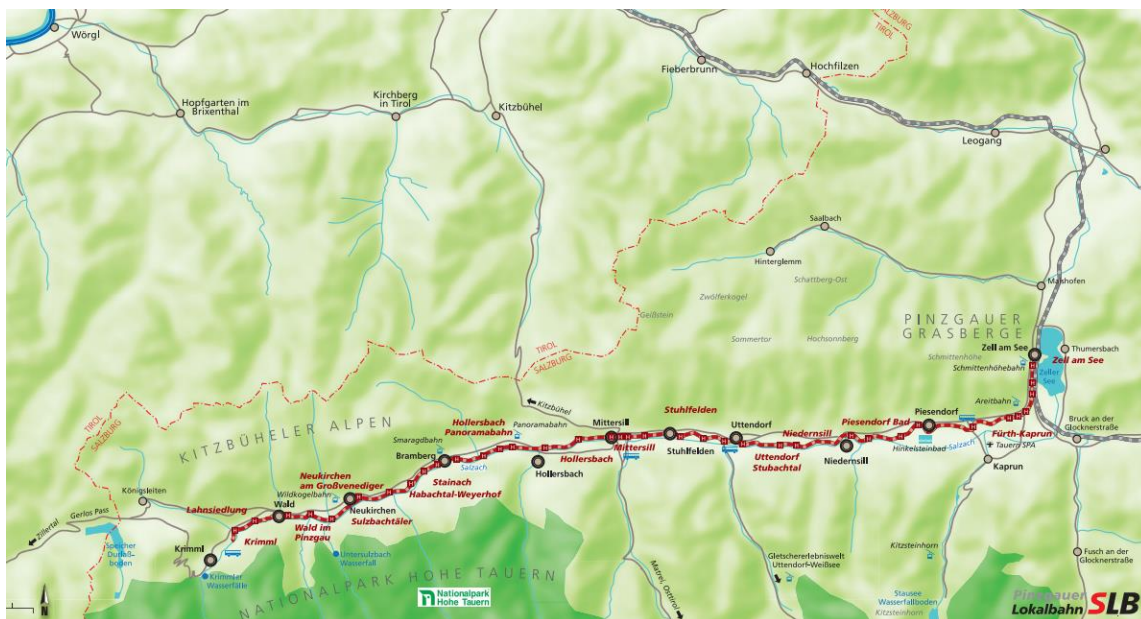 Wörgl
Hopfgarten im
Brixenthal
Kirchberg
in Tirol
Kitzbühel
Fieberbrunn
Hochfilzen
SALZBURG
TIROL
Leogang
Saalbach
Hinterglemm
Schattberg-Ost
Zwölferkogel
Geißstein
Sommertor
Hochsonnberg
Maishofen
PINZGAUER
GRASBERGE
Zell am See
Schmittenhöhe
Schmittenhöhebahn
Thumersbach
Zell am See
Zeller
See
Areitbahn
TIROL
SALZBURG
Kitzbühel
Piesendorf
Piesendorf Bad
Bruck an der
Glocknerstraße
Fürth-Kaprun
Salzach
Hinkelsteinbad
Tauern SPA
Kaprun
Stuhlfelden
Mittersill
Mittersill
Uttendorf
Niedernsill
Stuhlfelden
Uttendorf
Stubachtal
Niedernsill
Hollersbach
Panoramabahn
Panoramabahn
Hollersbach
Hollersbach
Smaragdbahn
Bramberg
Salzach
Stainach
Habachtal-Weyerhof
TIROL
SALZBURG
KITZBÜHELER ALPEN
Neukirchen
am Großvenediger
Wildkogelbahn
Neukirchen
Sulzbachtäler
Königsleiten
Lahnsiedlung
Wald
Wald im
Pinzgau
Zillertal
Gerlos Pass
Krimml
Krimml
Speicher
Durlaß-
boden
Krimmler
Wasserfälle
Untersulzbach
Wasserfall
NATIONALPARK HOHE TAUERN
Nationalpark
Hohe Tauern
Matrei, Osttirol
Gletschererlebniswelt
Uttendorf-Weißsee
Kitzsteinhorn
Fusch an der
Glocknerstraße
Stausee
Wasserfallboden
Kitzsteinhorn
N
Pinzgauer
Lokalbahn SLB